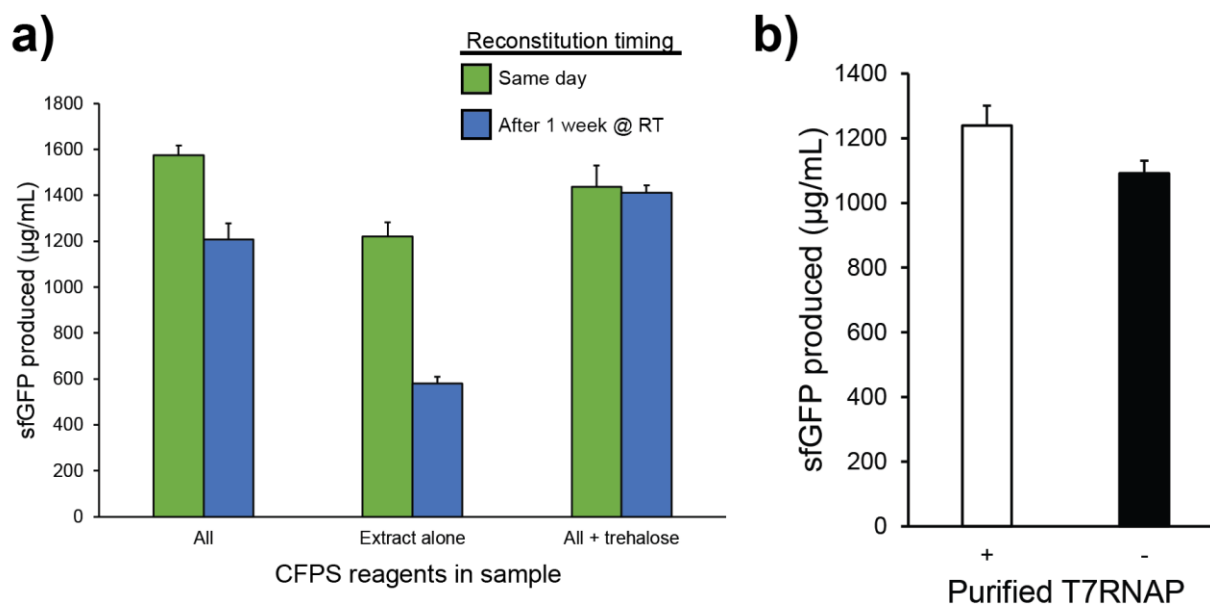 a)
Reconstitution timing
Same day
After 1 week @ RT
sfGFP produced (µg/mL)
1800
1600
1400
1200
1000
800
600
400
200
0
All
Extract alone
All + trehalose
CFPS reagents in sample
b)
sfGFP produced (µg/mL)
1400
1200
1000
800
600
400
200
0
+
-
Purified T7RNAP